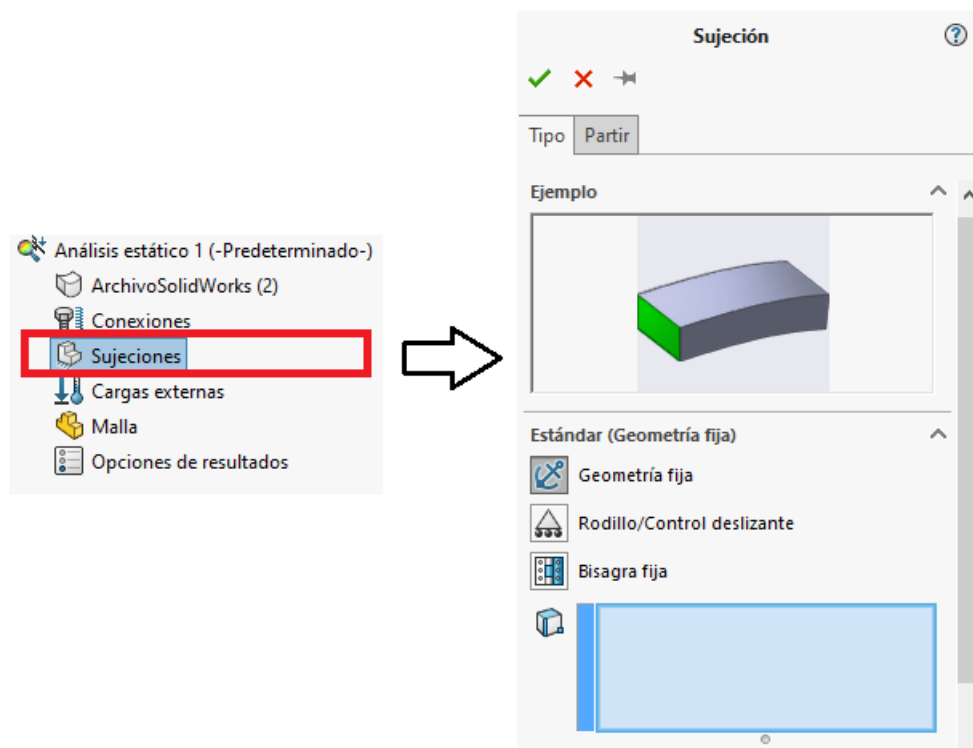 Sujeción
Tipo
Partir
Ejemplo
Análisis estático 1 (-Predeterminado-)
ArchivoSolidWorks (2)
Conexiones
Sujeciones
Cargas externas
Malla
Opciones de resultados
Estándar (Geometría fija)
Geometría fija
Rodillo/Control deslizante
Bisagra fija